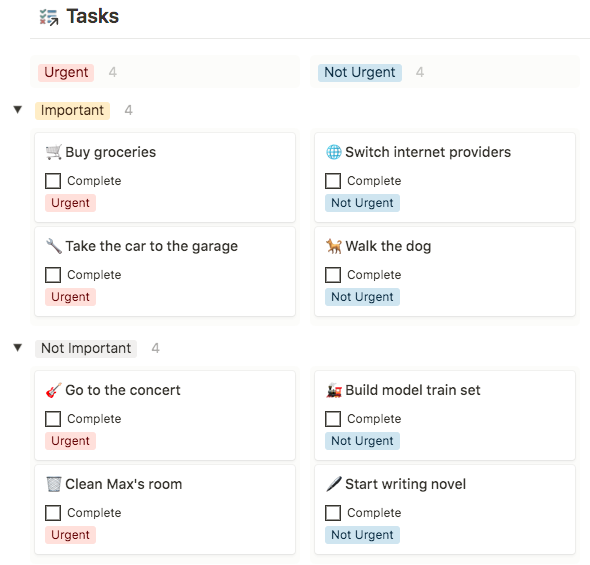 Tasks
Urgent 4
Not Urgent 4
Important 4
Buy groceries
Complete
Urgent
Switch internet providers
Complete
Not Urgent
Take the car to the garage
Complete
Urgent
Walk the dog
Complete
Not Urgent
Not Important 4
Go to the concert
Complete
Urgent
Build model train set
Complete
Not Urgent
Clean Max's room
Complete
Urgent
Start writing novel
Complete
Not Urgent